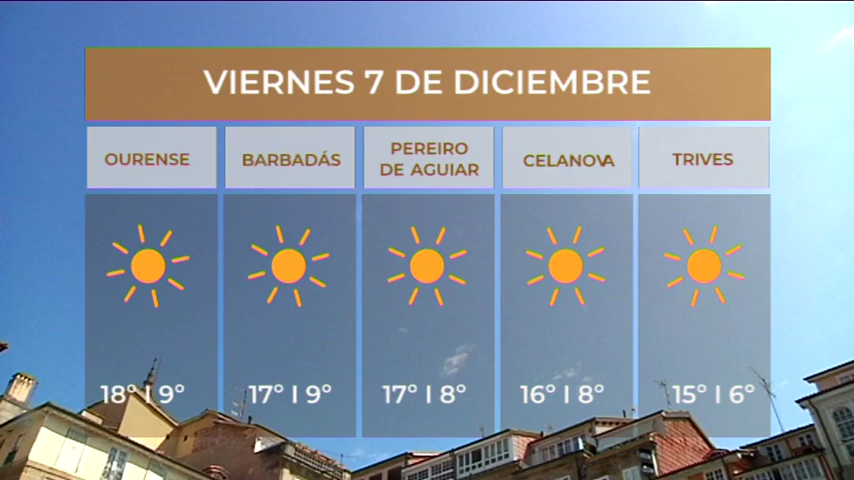 VIERNES 7 DE DICIEMBRE
OURENSE
BARBADÁS
PEREIRO
DE AGUIAR
CELANOVA
TRIVES
18° | 9°
17° | 9°
17° | 8°
16° | 8°
15° | 6°